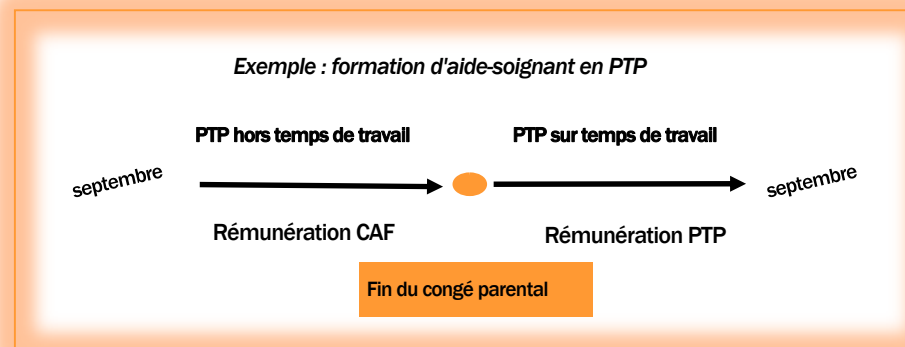 Exemple : formation d'aide-soignant en PTP
PTP hors temps de travail
PTP sur temps de travail
septembre
septembre
Rémunération CAF
Rémunération PTP
Fin du congé parental